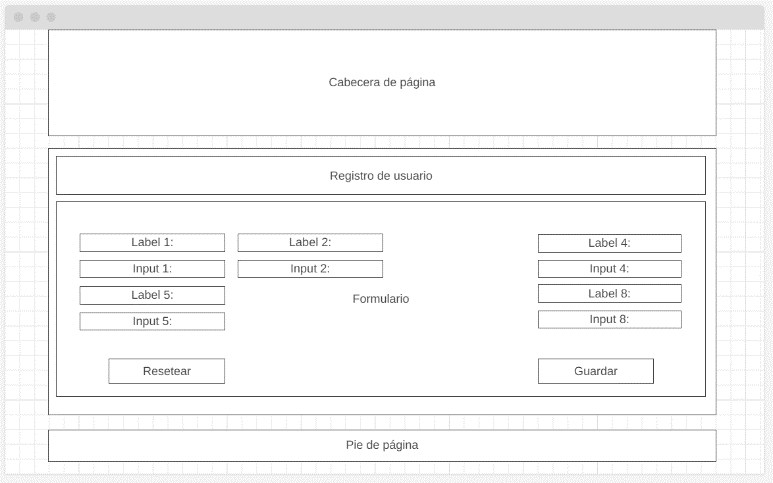 Cabecera de página
Registro de usuario
Label 1:
Label 2:
Label 4:
Input 1:
Input 2:
Input 4:
Label 5:
Label 8:
Formulario
Input 5:
Input 8:
Resetear
Guardar
Pie de página